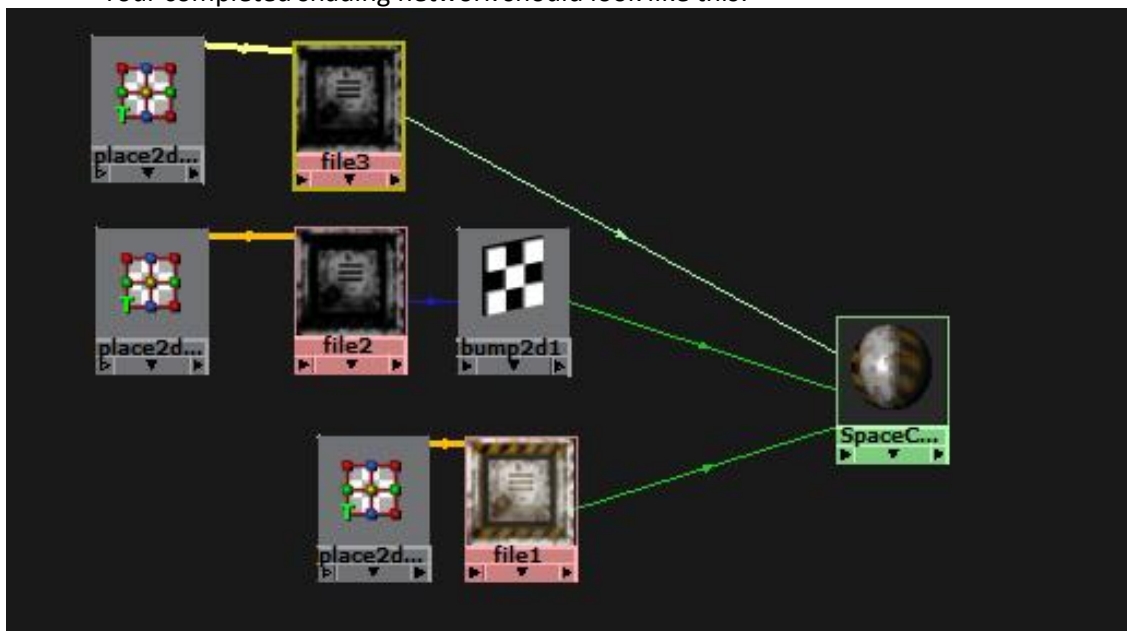 Your completed shading network should look like this:
place2d...
file3
place2d...
file2
bump2d1
SpaceC...
place2d...
file1